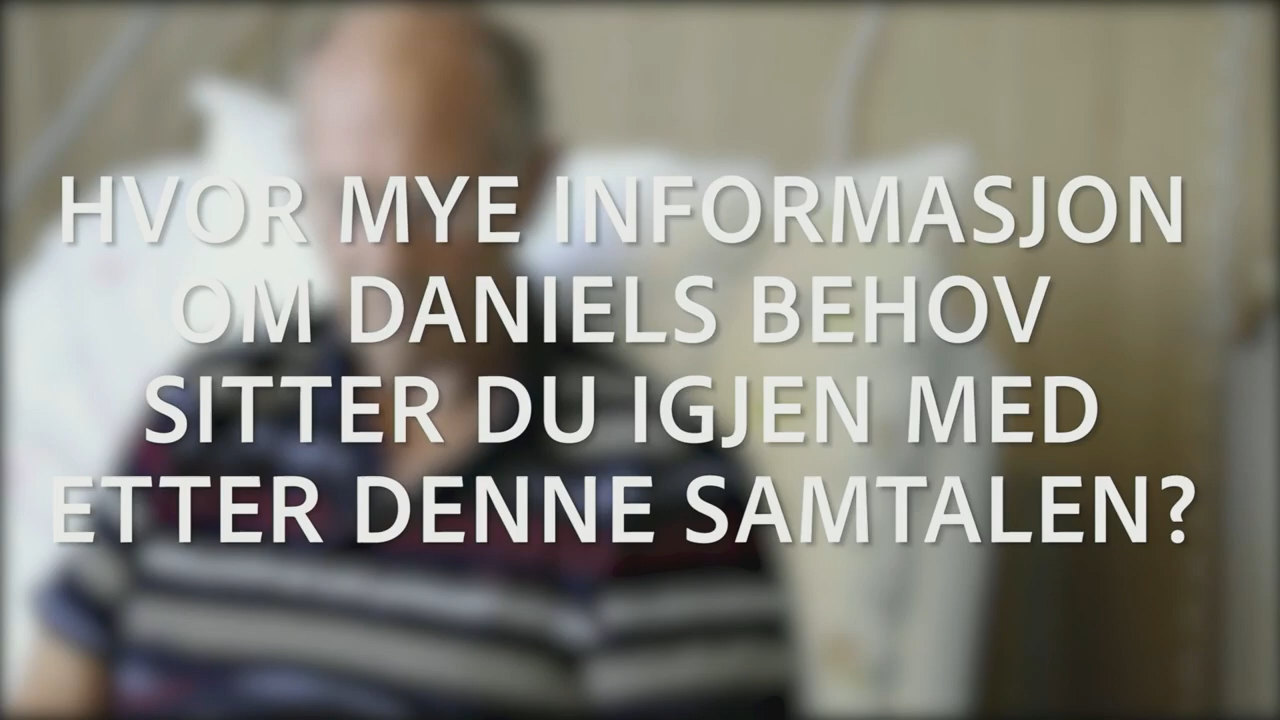 HVOR MYE INFORMASJON
OM DANIELS BEHOV
SITTER DU IGJEN MED
ETTER DENNE SAMTALEN?